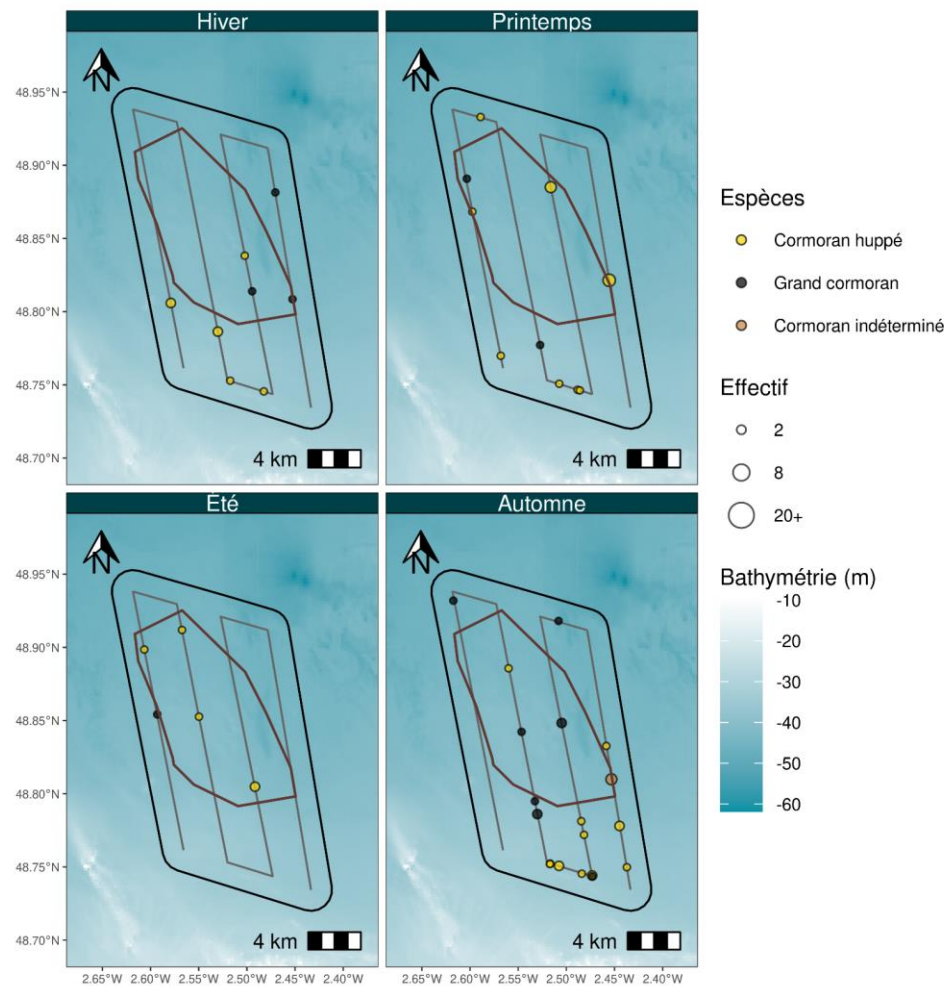 Hiver
Printemps
N
N
48.95°N
48.90°N
48.85°N
48.80°N
48.75°N
48.70°N
4 km
4 km
Été
Automne
N
N
48.95°N
48.90°N
48.85°N
48.80°N
48.75°N
48.70°N
4 km
4 km
2.65°W 2.60°W 2.55°W 2.50°W 2.45°W 2.40°W
2.65°W 2.60°W 2.55°W 2.50°W 2.45°W 2.40°W
Espèces
Cormoran huppé
Grand cormoran
Cormoran indéterminé
Effectif
2
8
20+
Bathymétrie (m)
-10
-20
-30
-40
-50
-60